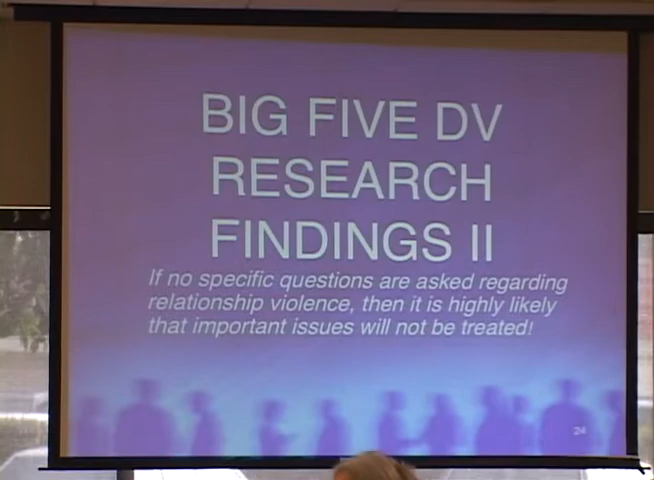 BIG FIVE DV
RESEARCH
FINDINGS II
If no specific questions are asked regarding
relationship violence, then it is highly likely
that important issues will not be treated!
24